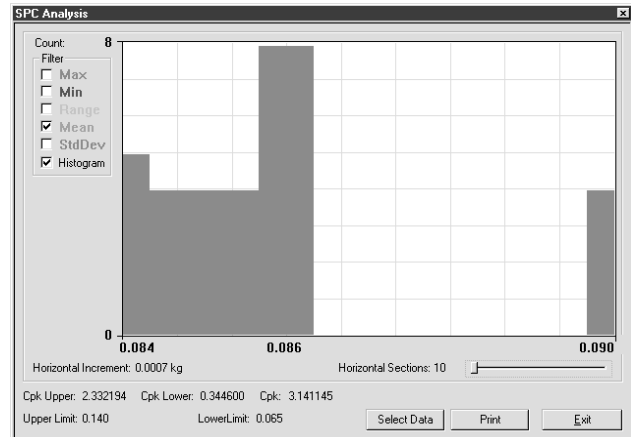 SPC Analysis
Count: 8
Filter
Max
Min
Range
Mean
StdDev
Histogram
0
0.084 0.086 0.090
Horizontal Increment: 0.0007 kg Horizontal Sections: 10
Cpk Upper: 2.332194 Cpk Lower: 0.344600 Cpk: 3.141145
Upper Limit: 0.140 LowerLimit: 0.065 Select Data Print Exit